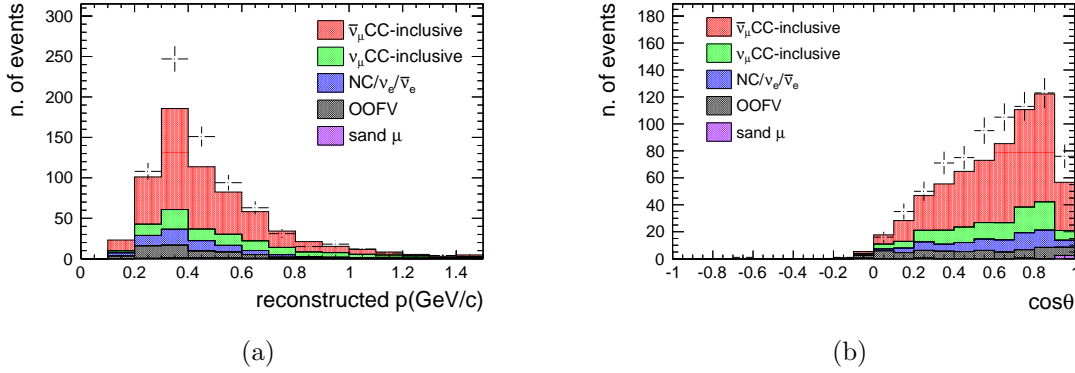 n. of events
300
250
200
150
100
50
0
ν̅μCC-inclusive
νμCC-inclusive
NC/νe/ν̅e
OOFV
sand μ
0 0.2 0.4 0.6 0.8 1 1.2 1.4
reconstructed p(GeV/c)
(a)
n. of events
180
160
140
120
100
80
60
40
20
0
ν̅μCC-inclusive
νμCC-inclusive
NC/νe/ν̅e
OOFV
sand μ
-1 -0.8 -0.6 -0.4 -0.2 0 0.2 0.4 0.6 0.8 1
cosθ
(b)